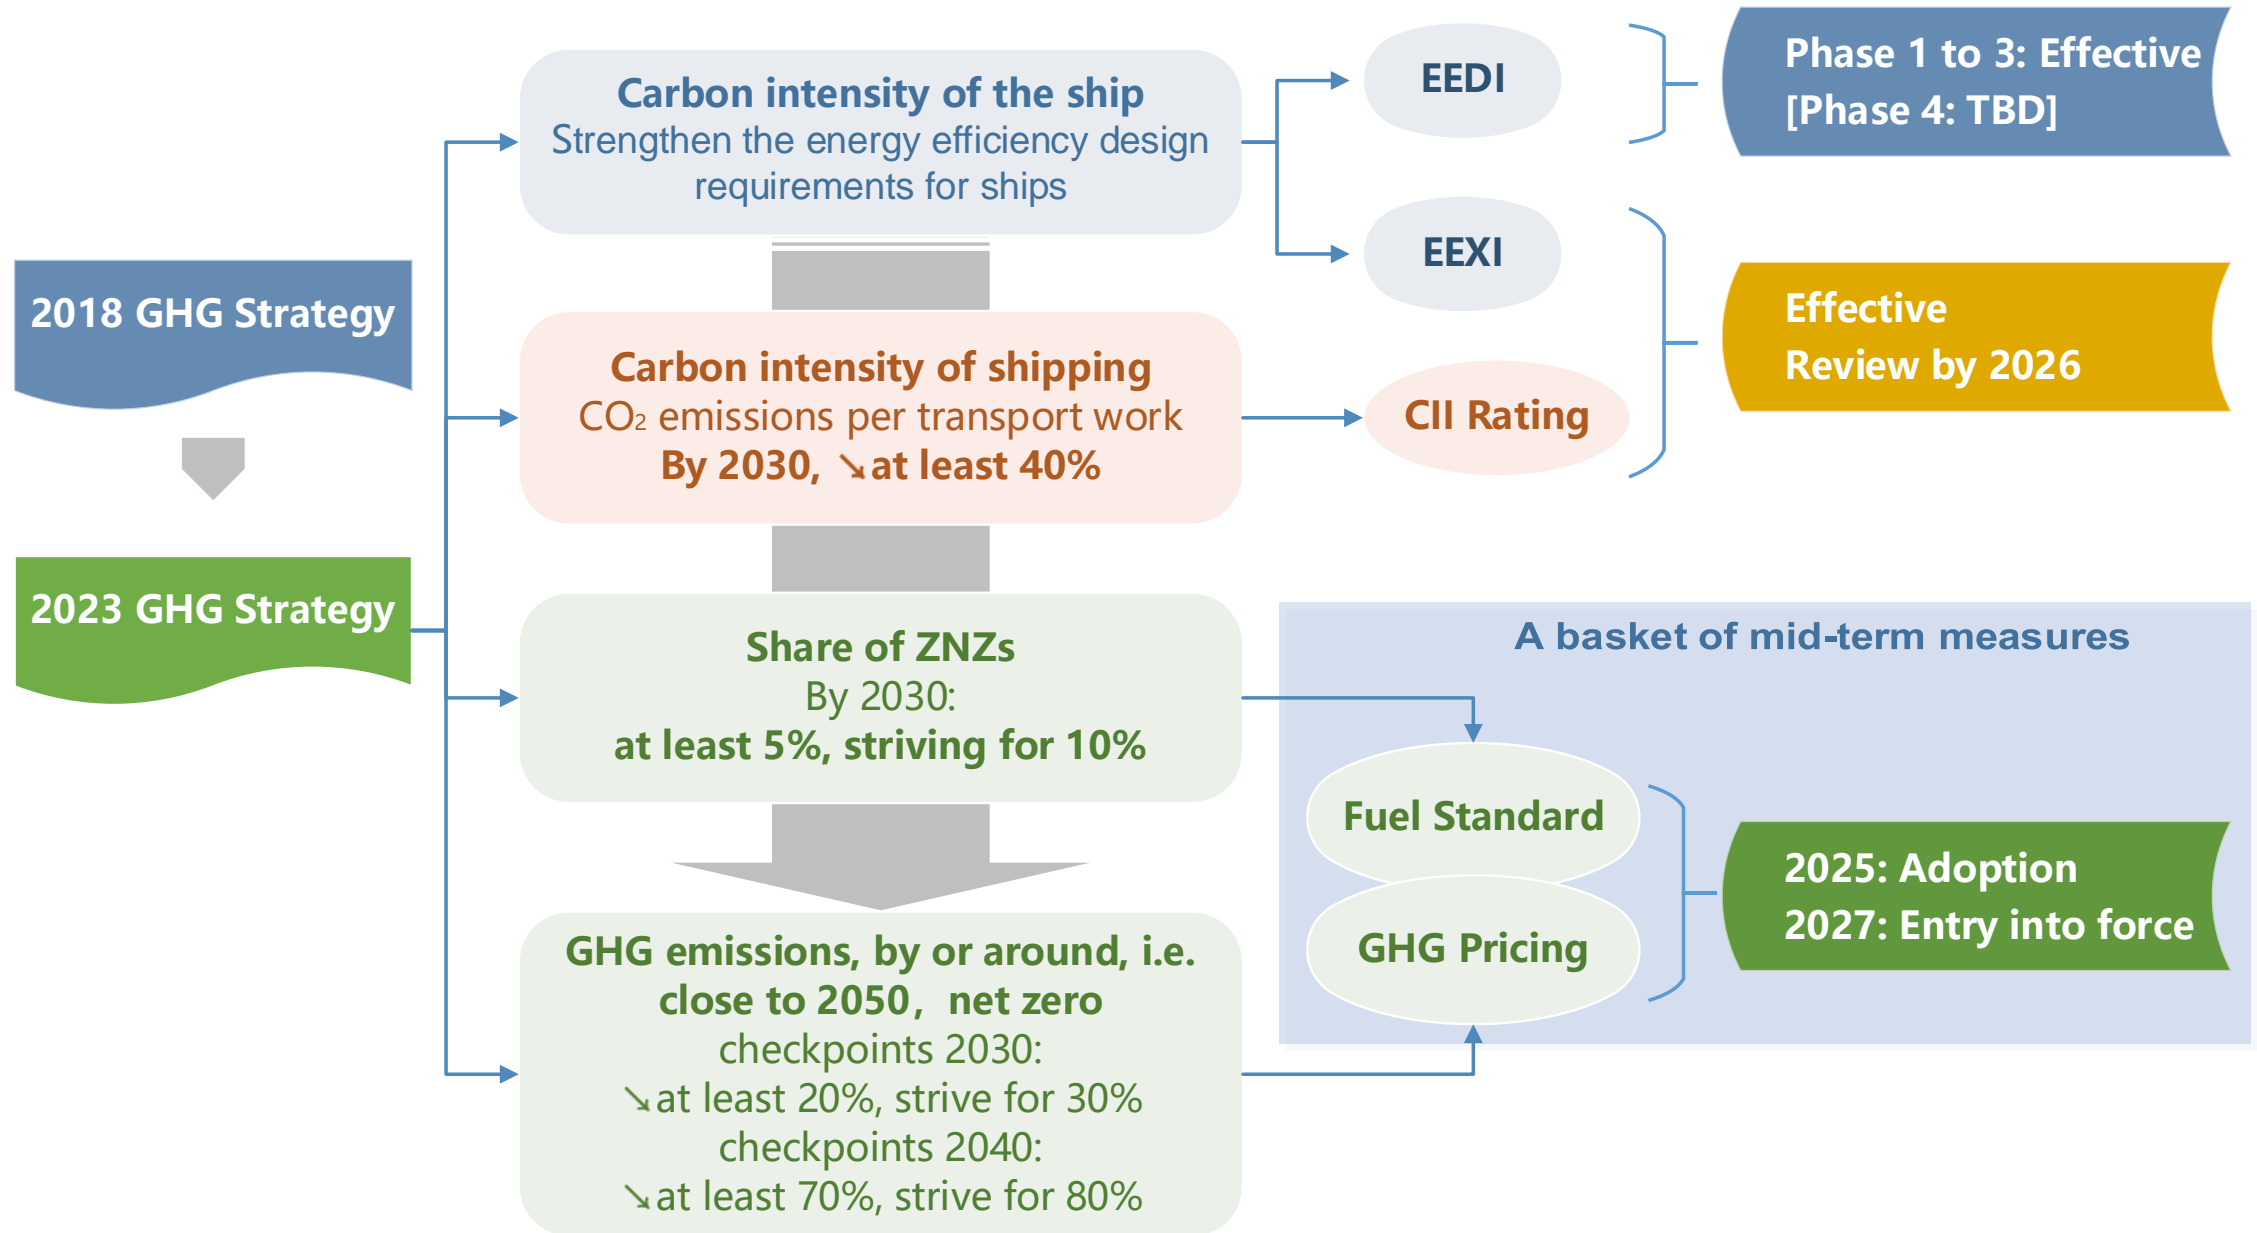 2018 GHG Strategy
2023 GHG Strategy
Carbon intensity of the ship
Strengthen the energy efficiency design
requirements for ships
Carbon intensity of shipping
CO₂ emissions per transport work
By 2030, ↘at least 40%
Share of ZNZs
By 2030:
at least 5%, striving for 10%
GHG emissions, by or around, i.e.
close to 2050, net zero
checkpoints 2030:
↘at least 20%, strive for 30%
checkpoints 2040:
↘at least 70%, strive for 80%
EEDI
EEXI
CII Rating
Phase 1 to 3: Effective
[Phase 4: TBD]
Effective
Review by 2026
A basket of mid-term measures
Fuel Standard
GHG Pricing
2025: Adoption
2027: Entry into force